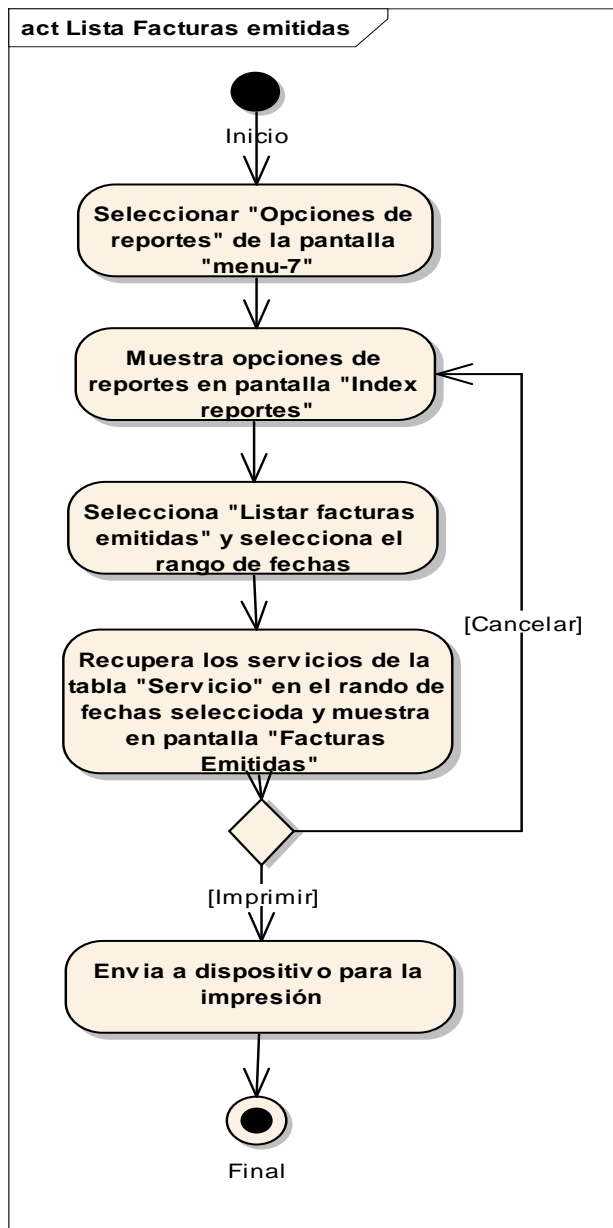 act Lista Facturas emitidas
Inicio
Seleccionar "Opciones de
reportes" de la pantalla
"menu-7"
Muestra opciones de
reportes en pantalla "Index
reportes"
Selecciona "Listar facturas
emitidas" y selecciona el
rango de fechas
[Cancelar]
Recupera los servicios de la
tabla "Servicio" en el rando de
fechas seleccioda y muestra
en pantalla "Facturas
Emitidas"
[Imprimir]
Envia a dispositivo para la
impresión
Final